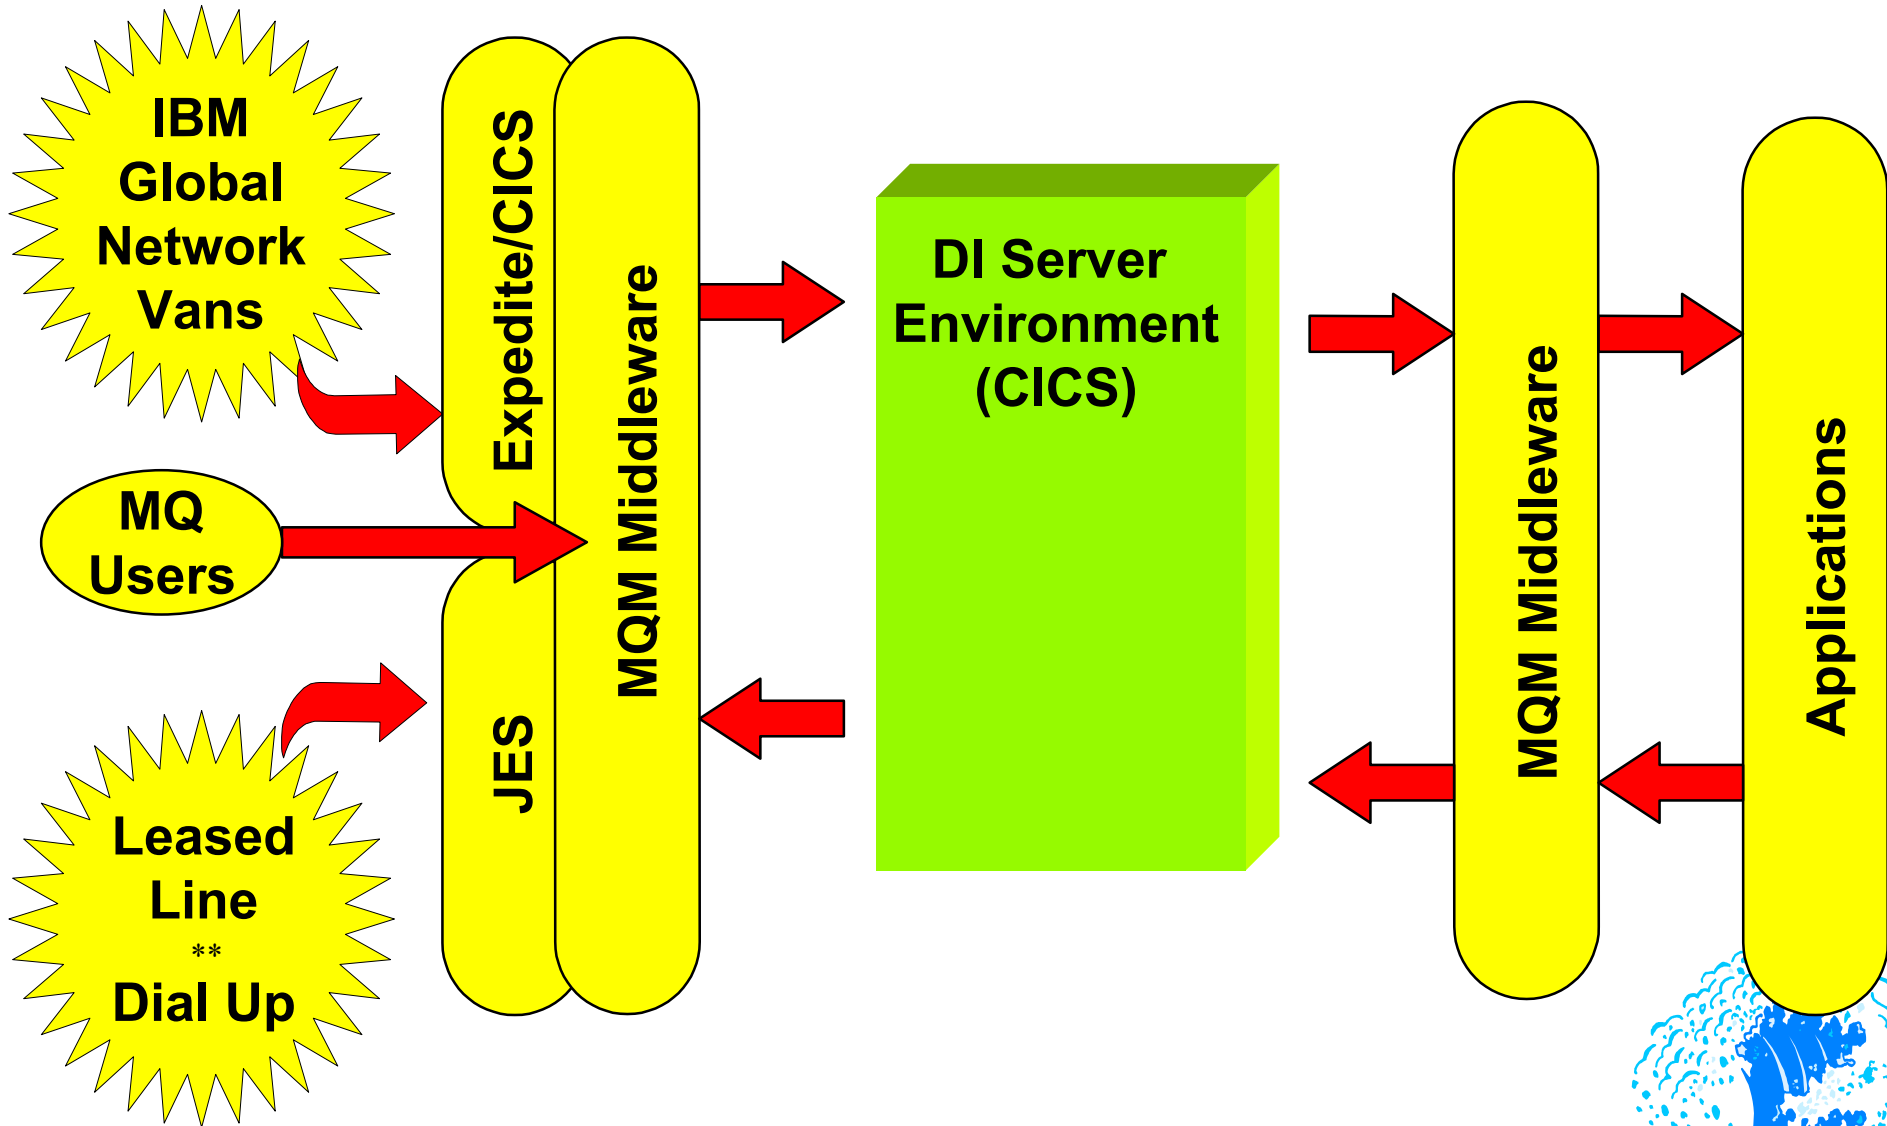 IBM
Global
Network
Vans
MQ
Users
Leased
Line
**
Dial Up
Expedite/CICS
JES
MQM Middleware
DI Server
Environment
(CICS)
MQM Middleware
Applications